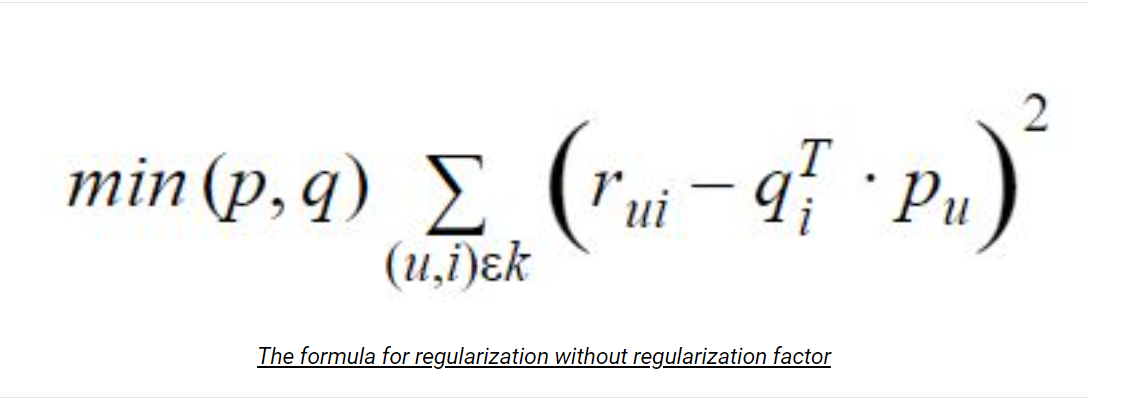 min (p, q) ∑ (r_ui − q_i^T · p_u)^2
(u,i)εk
The formula for regularization without regularization factor